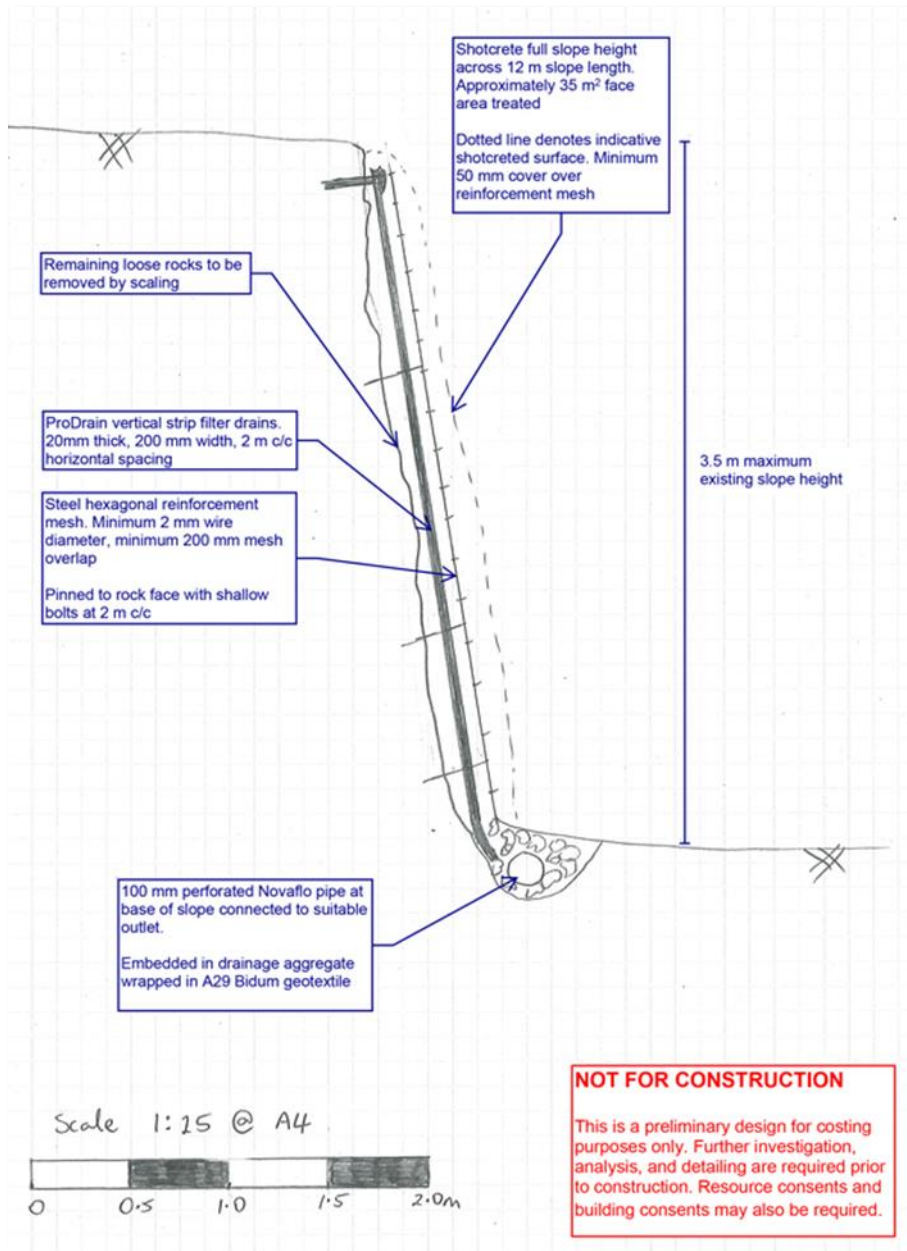 Shotcrete full slope height
across 12 m slope length.
Approximately 35 m² face
area treated
Dotted line denotes indicative
shotcreted surface. Minimum
50 mm cover over
reinforcement mesh
Remaining loose rocks to be
removed by scaling
ProDrain vertical strip filter drains.
20mm thick, 200 mm width, 2 m c/c
horizontal spacing
3.5 m maximum
existing slope height
Steel hexagonal reinforcement
mesh. Minimum 2 mm wire
diameter, minimum 200 mm mesh
overlap
Pinned to rock face with shallow
bolts at 2 m c/c
100 mm perforated Novaflo pipe at
base of slope connected to suitable
outlet.
Embedded in drainage aggregate
wrapped in A29 Bidum geotextile
NOT FOR CONSTRUCTION
This is a preliminary design for costing
purposes only. Further investigation,
analysis, and detailing are required prior
to construction. Resource consents and
building consents may also be required.
Scale 1:25 @ A4
0 0.5 1.0 1.5 2.0m